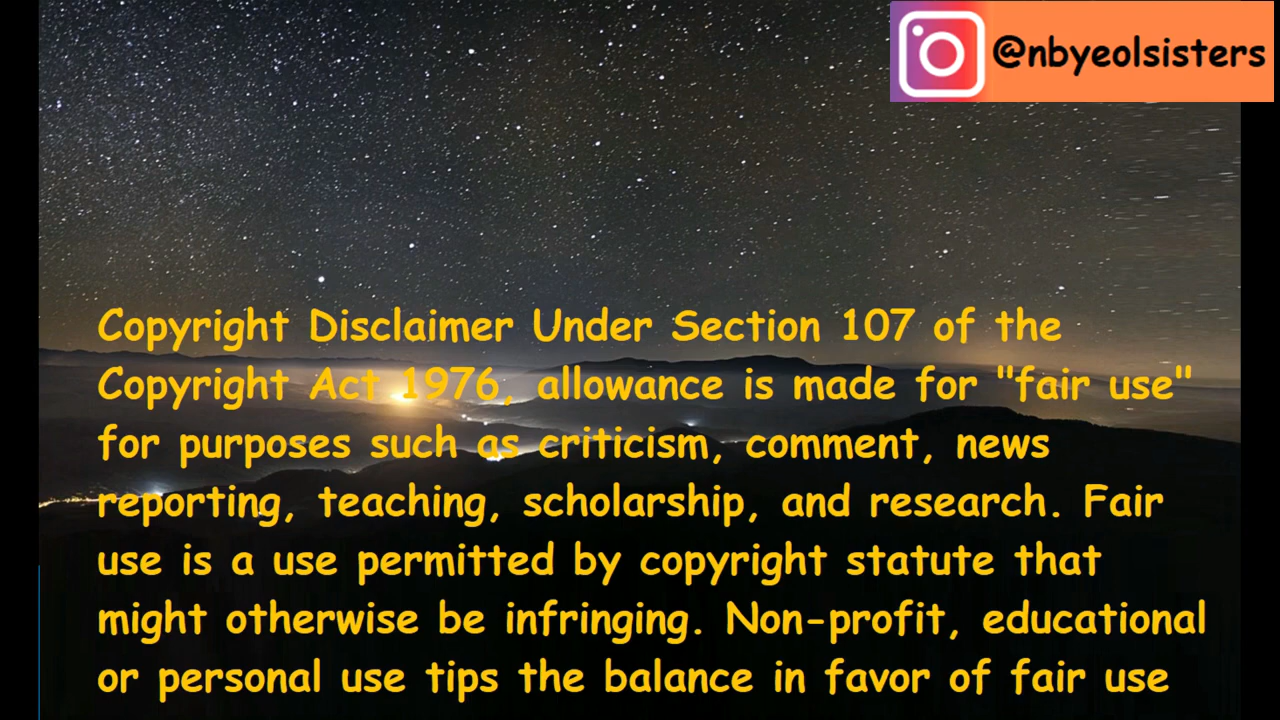 @nbyeolsisters
Copyright Disclaimer Under Section 107 of the
Copyright Act 1976, allowance is made for "fair use"
for purposes such as criticism, comment, news
reporting, teaching, scholarship, and research. Fair
use is a use permitted by copyright statute that
might otherwise be infringing. Non-profit, educational
or personal use tips the balance in favor of fair use